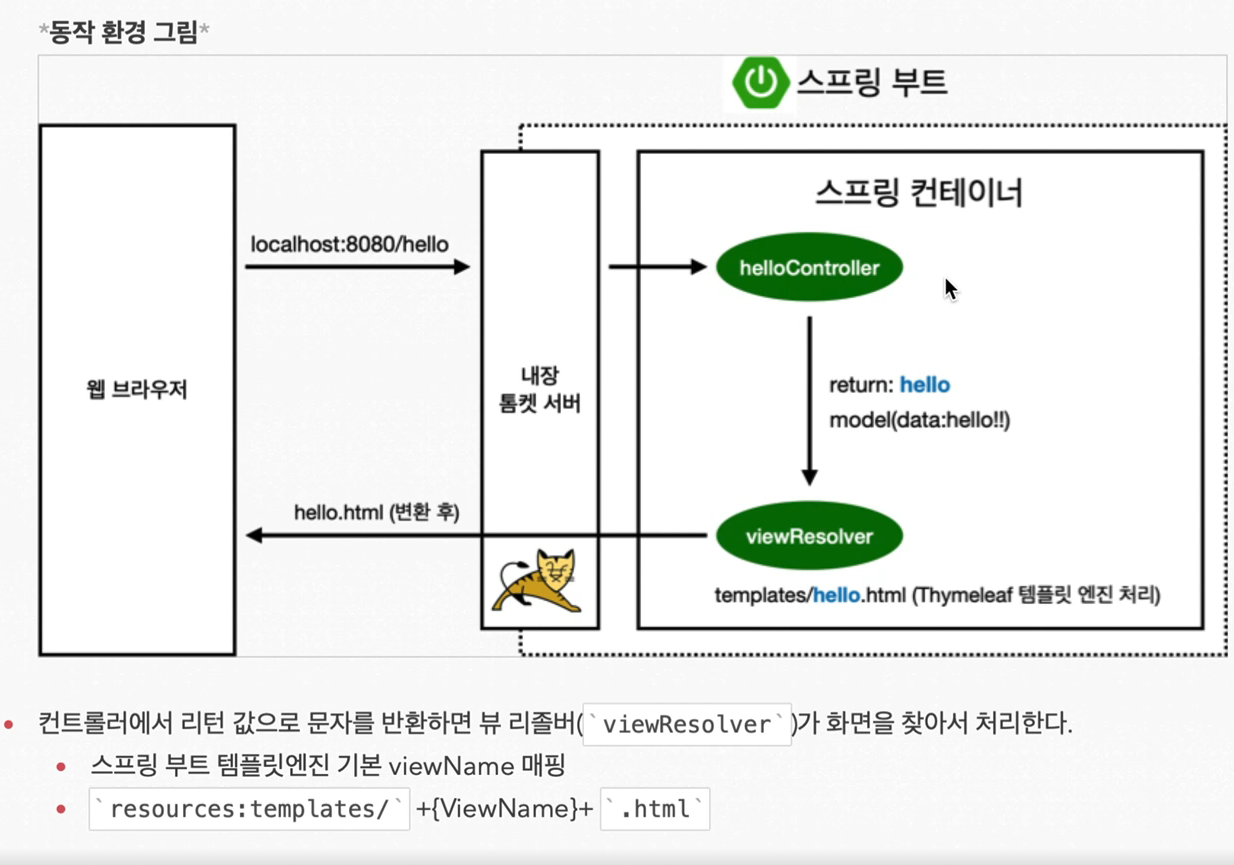 *동작 환경 그림*
스프링 부트
스프링 컨테이너
localhost:8080/hello
helloController
웹 브라우저
내장
톰켓 서버
return: hello
model(data:hello!!)
hello.html (변환 후)
viewResolver
templates/hello.html (Thymeleaf 템플릿 엔진 처리)
컨트롤러에서 리턴 값으로 문자를 반환하면 뷰 리졸버(`viewResolver`)가 화면을 찾아서 처리한다.
스프링 부트 템플릿엔진 기본 viewName 매핑
`resources:templates/` +{ViewName}+ `.html`